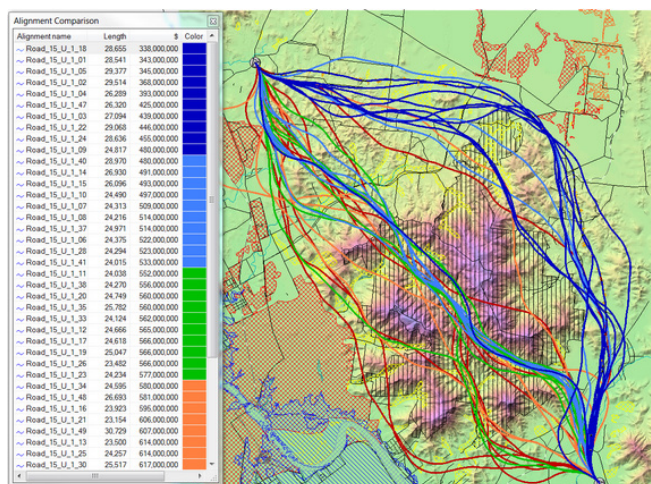 Alignment Comparison
Alignment name Length $ Color
Road_15_U_1_18 28,655 338,000,000
Road_15_U_1_01 28,541 343,000,000
Road_15_U_1_05 29,377 345,000,000
Road_15_U_1_02 29,514 368,000,000
Road_15_U_1_04 26,289 393,000,000
Road_15_U_1_47 26,320 425,000,000
Road_15_U_1_03 27,094 439,000,000
Road_15_U_1_22 29,068 446,000,000
Road_15_U_1_24 28,636 455,000,000
Road_15_U_1_09 24,817 480,000,000
Road_15_U_1_40 28,970 480,000,000
Road_15_U_1_14 26,930 491,000,000
Road_15_U_1_15 26,096 493,000,000
Road_15_U_1_10 24,490 497,000,000
Road_15_U_1_07 24,313 509,000,000
Road_15_U_1_08 24,216 514,000,000
Road_15_U_1_37 24,971 514,000,000
Road_15_U_1_06 24,375 522,000,000
Road_15_U_1_28 24,294 523,000,000
Road_15_U_1_41 24,015 533,000,000
Road_15_U_1_11 24,038 552,000,000
Road_15_U_1_38 24,270 556,000,000
Road_15_U_1_20 24,749 560,000,000
Road_15_U_1_35 25,762 560,000,000
Road_15_U_1_33 24,124 562,000,000
Road_15_U_1_12 24,666 565,000,000
Road_15_U_1_17 24,618 566,000,000
Road_15_U_1_19 25,047 566,000,000
Road_15_U_1_26 23,482 566,000,000
Road_15_U_1_23 24,234 577,000,000
Road_15_U_1_34 24,595 580,000,000
Road_15_U_1_48 26,693 581,000,000
Road_15_U_1_16 23,923 595,000,000
Road_15_U_1_21 23,154 606,000,000
Road_15_U_1_49 30,729 607,000,000
Road_15_U_1_13 23,500 614,000,000
Road_15_U_1_25 24,257 614,000,000
Road_15_U_1_30 25,517 617,000,000